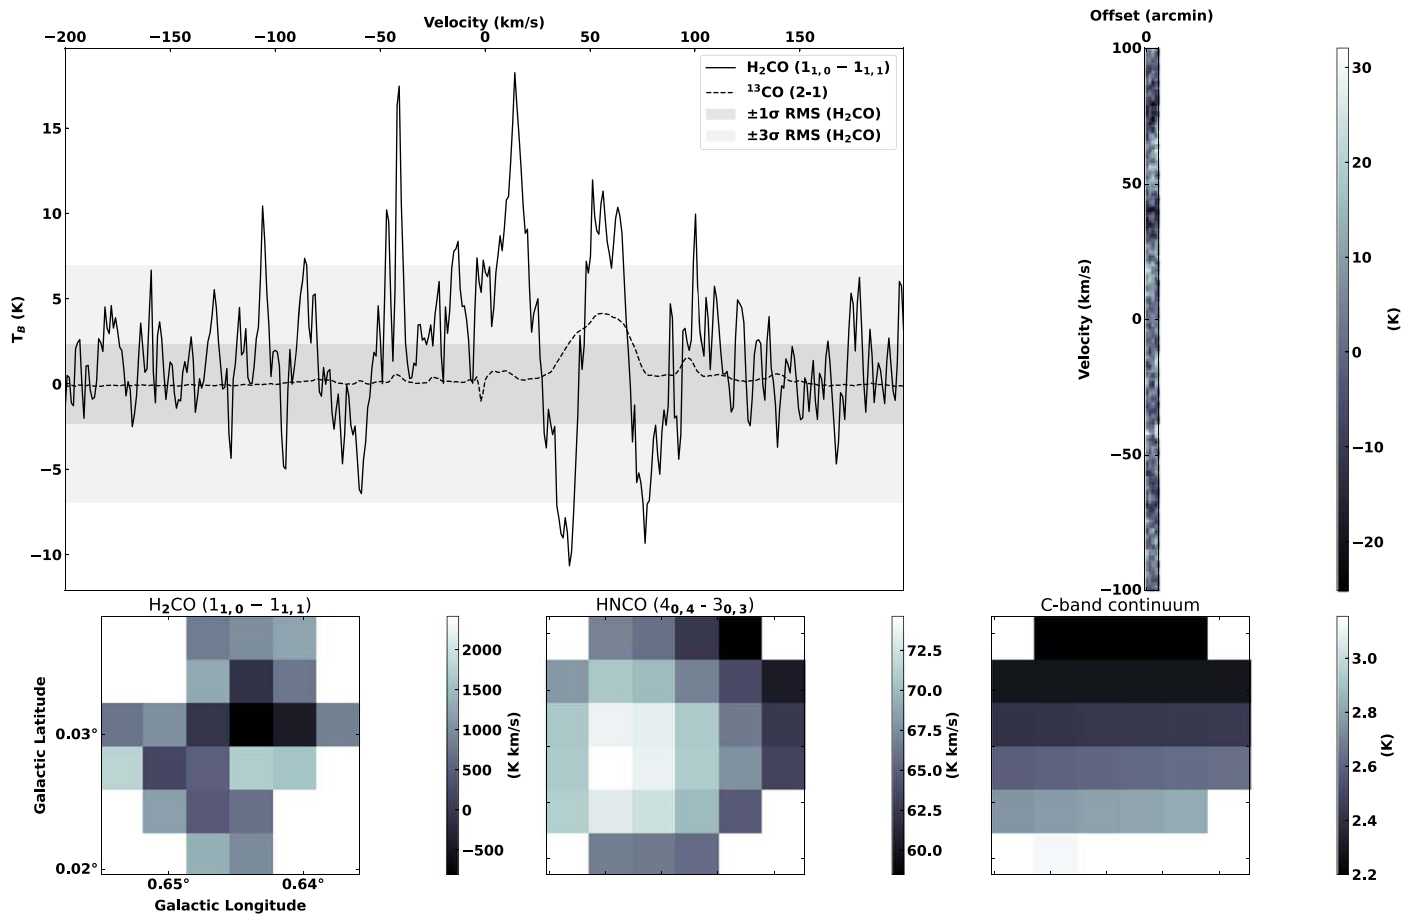 Velocity (km/s)
−200 −150 −100 −50 0 50 100 150
H₂CO (1₁,₀ − 1₁,₁)
¹³CO (2-1)
±1σ RMS (H₂CO)
±3σ RMS (H₂CO)
15
10
5
0
−5
−10
T_B (K)
Offset (arcmin)
0
100
50
0
−50
−100
Velocity (km/s)
30
20
10
0
−10
−20
(K)
H₂CO (1₁,₀ − 1₁,₁)
0.03°
0.02°
Galactic Latitude
0.65° 0.64°
Galactic Longitude
2000
1500
1000
500
0
−500
(K km/s)
HNCO (4₀,₄ - 3₀,₃)
72.5
70.0
67.5
65.0
62.5
60.0
(K km/s)
C-band continuum
3.0
2.8
2.6
2.4
2.2
(K)